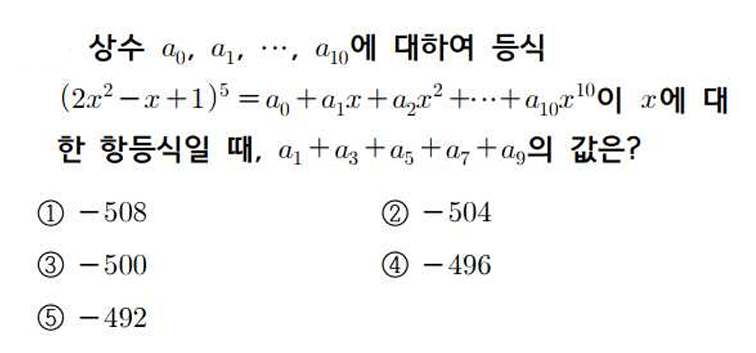 상수 a₀, a₁, ⋯, a₁₀에 대하여 등식
(2x²−x+1)⁵=a₀+a₁x+a₂x²+⋯+a₁₀x¹⁰이 x에 대
한 항등식일 때, a₁+a₃+a₅+a₇+a₉의 값은?
① −508 ② −504
③ −500 ④ −496
⑤ −492